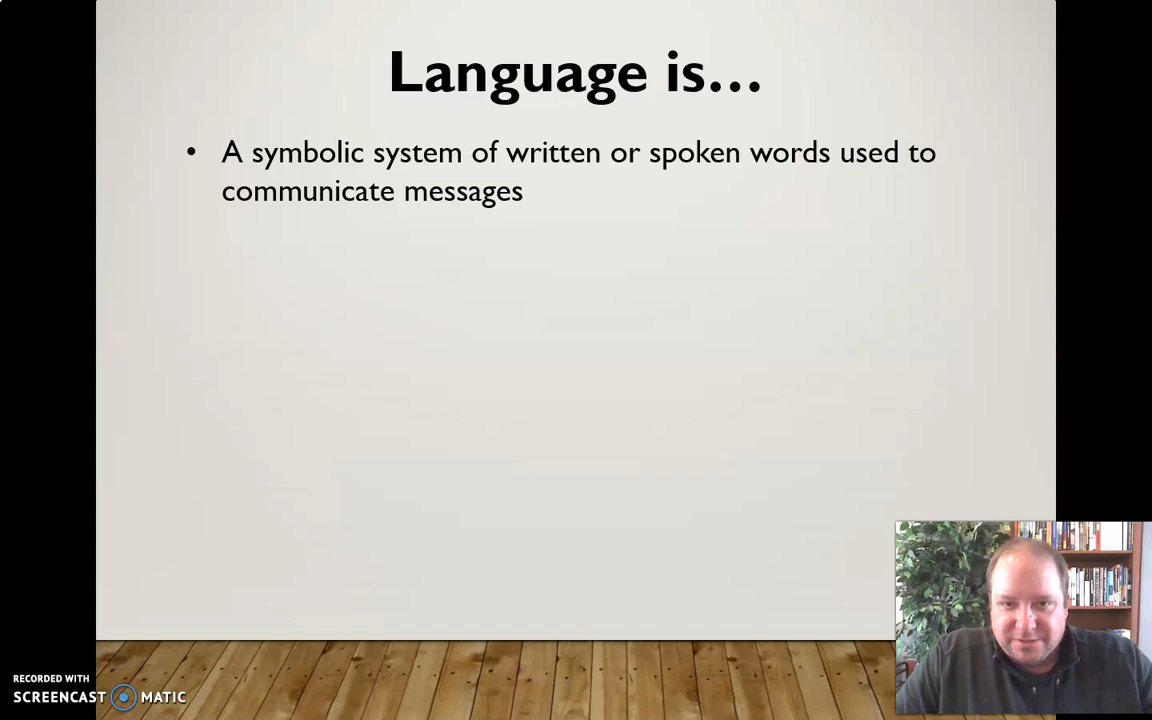 Language is…
• A symbolic system of written or spoken words used to
communicate messages
RECORDED WITH
SCREENCAST MATIC